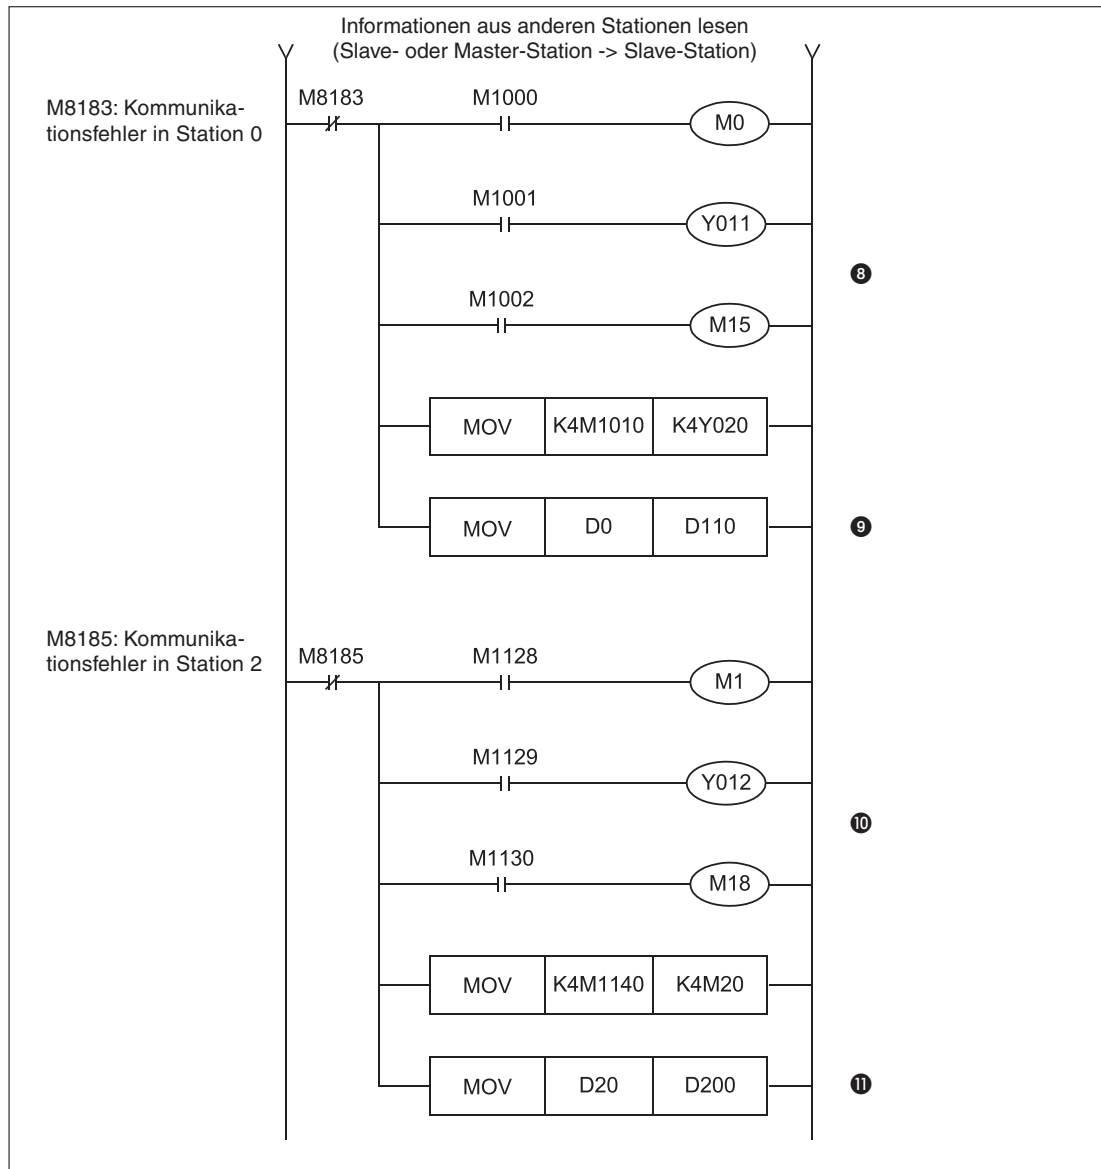 Informationen aus anderen Stationen lesen
(Slave- oder Master-Station -> Slave-Station)
M8183: Kommunika-
tionsfehler in Station 0
M8183 M1000
M0
M1001
Y011
❽
M1002
M15
MOV K4M1010 K4Y020
MOV D0 D110 ❾
M8185: Kommunika-
tionsfehler in Station 2
M8185 M1128
M1
M1129
Y012
❿
M1130
M18
MOV K4M1140 K4M20
MOV D20 D200 ⓫